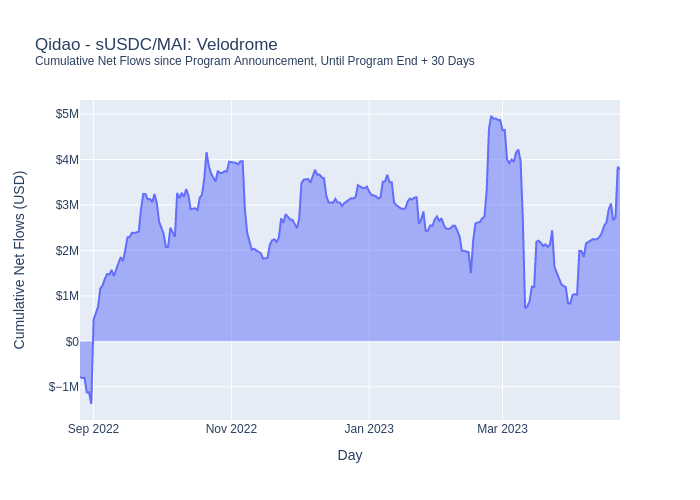 Qidao - sUSDC/MAI: Velodrome
Cumulative Net Flows since Program Announcement, Until Program End + 30 Days
Cumulative Net Flows (USD)
$5M
$4M
$3M
$2M
$1M
$0
$−1M
Sep 2022 Nov 2022 Jan 2023 Mar 2023
Day